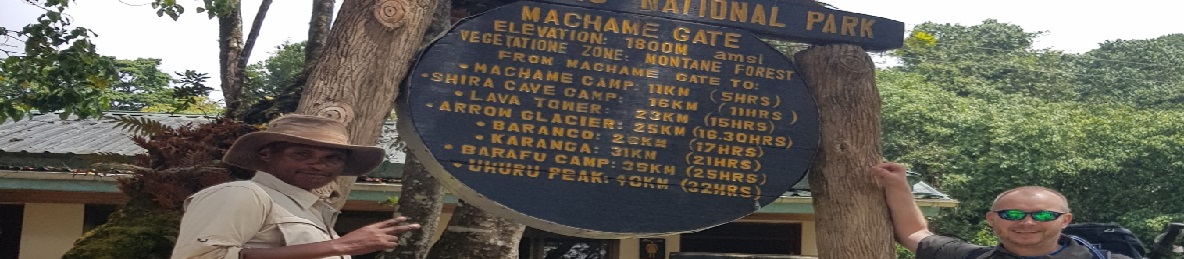 NATIONAL PARK
MACHAME GATE
ELEVATION: 1800M amsl
VEGETATIONE ZONE: MONTANE FOREST
FROM MACHAME GATE TO:
• MACHAME CAMP: 11KM (5HRS)
• SHIRA CAVE CAMP: 16KM (11HRS)
• LAVA TOWER: 23KM (15HRS)
• ARROW GLACIER: 25KM (16.30HRS)
• BARANCO: KM (17HRS)
• KARANGA: 31KM (21HRS)
• BARAFU CAMP: 35KM (25HRS)
• UHURU PEAK: 40KM (32HRS)